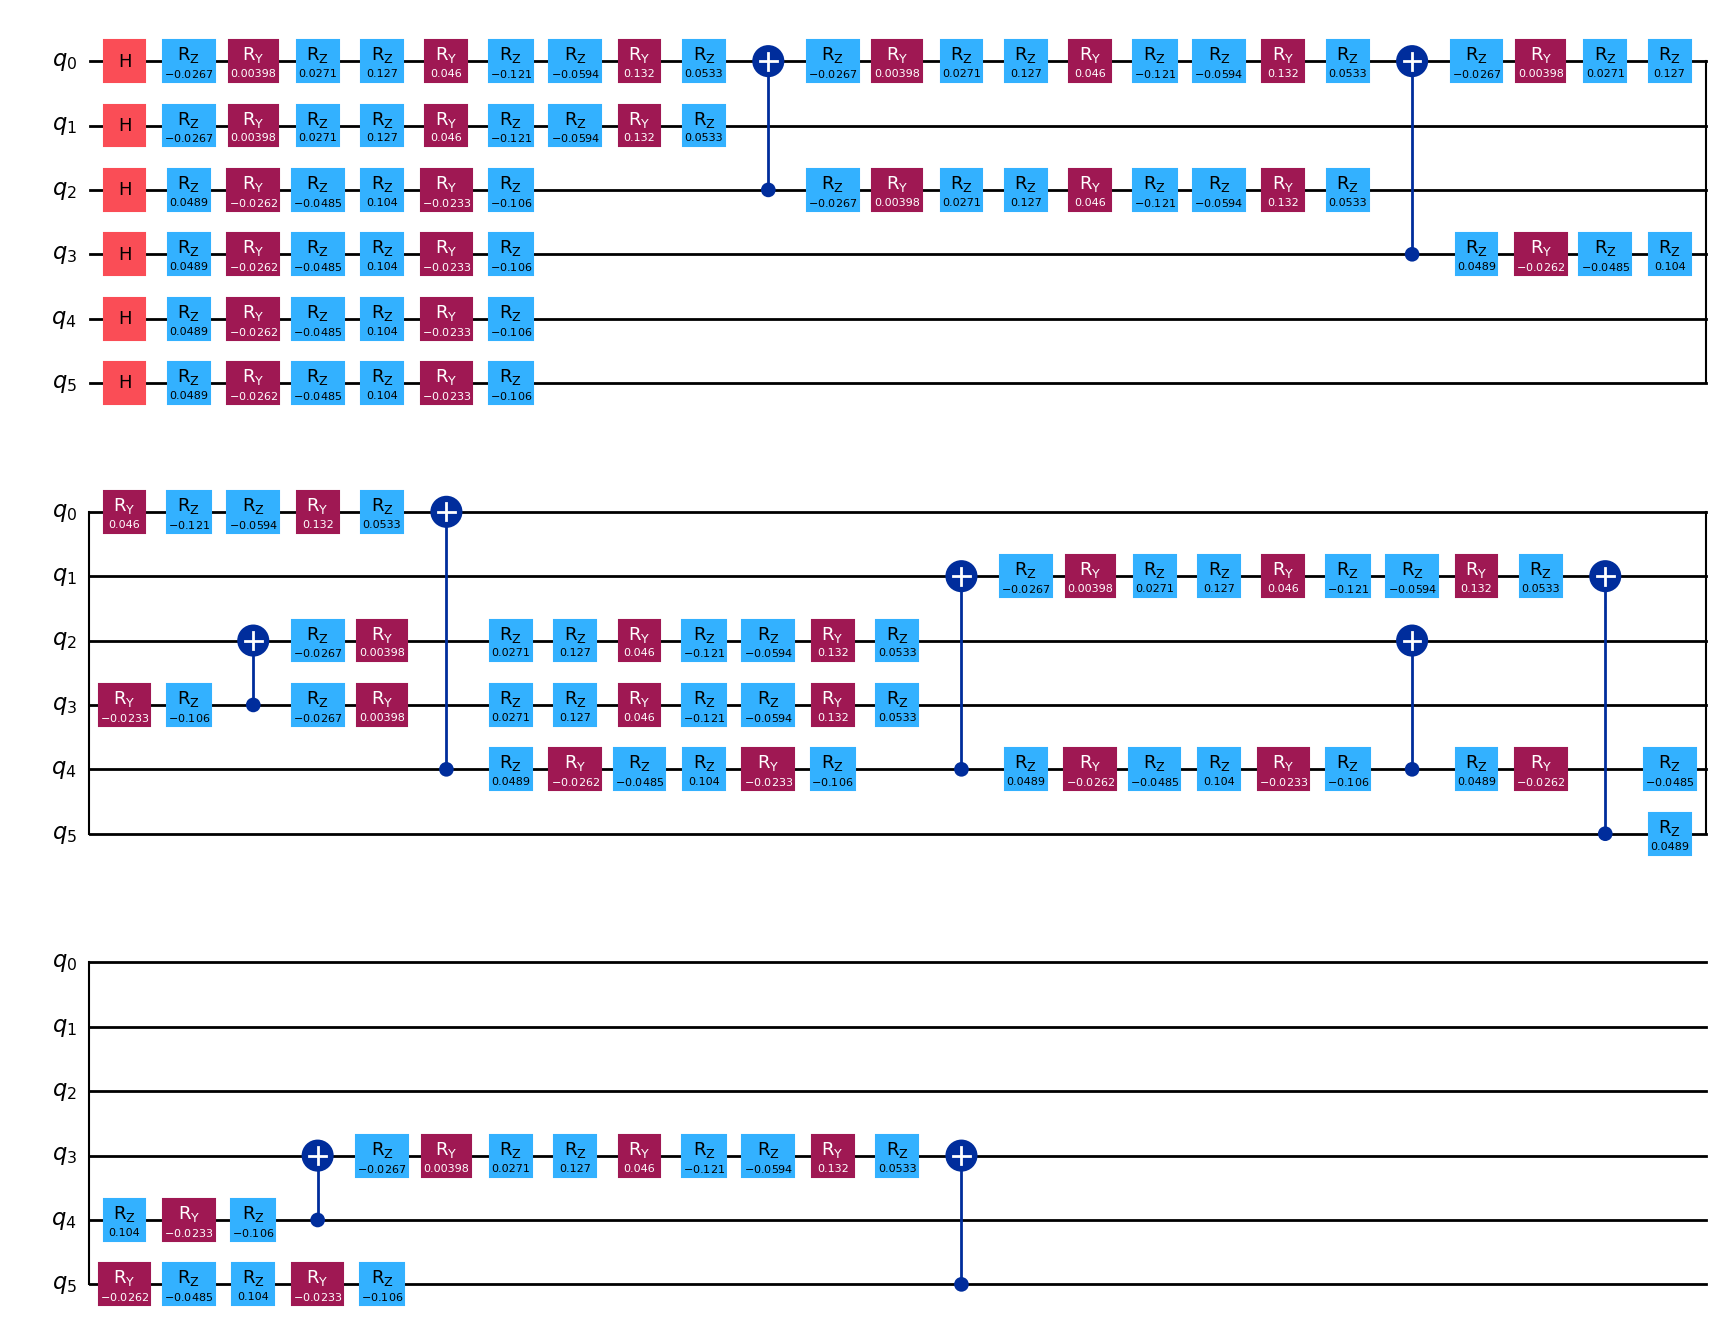 q0 H RZ −0.0267 RY 0.00398 RZ 0.0271 RZ 0.127 RY 0.046 RZ −0.121 RZ −0.0594 RY 0.132 RZ 0.0533 RZ −0.0267 RY 0.00398 RZ 0.0271 RZ 0.127 RY 0.046 RZ −0.121 RZ −0.0594 RY 0.132 RZ 0.0533 RZ −0.0267 RY 0.00398 RZ 0.0271 RZ 0.127
q1 H RZ −0.0267 RY 0.00398 RZ 0.0271 RZ 0.127 RY 0.046 RZ −0.121 RZ −0.0594 RY 0.132 RZ 0.0533
q2 H RZ 0.0489 RY −0.0262 RZ −0.0485 RZ 0.104 RY −0.0233 RZ −0.106 RZ −0.0267 RY 0.00398 RZ 0.0271 RZ 0.127 RY 0.046 RZ −0.121 RZ −0.0594 RY 0.132 RZ 0.0533
q3 H RZ 0.0489 RY −0.0262 RZ −0.0485 RZ 0.104 RY −0.0233 RZ −0.106 RZ 0.0489 RY −0.0262 RZ −0.0485 RZ 0.104
q4 H RZ 0.0489 RY −0.0262 RZ −0.0485 RZ 0.104 RY −0.0233 RZ −0.106
q5 H RZ 0.0489 RY −0.0262 RZ −0.0485 RZ 0.104 RY −0.0233 RZ −0.106
q0 RY 0.046 RZ −0.121 RZ −0.0594 RY 0.132 RZ 0.0533
q1 RZ −0.0267 RY 0.00398 RZ 0.0271 RZ 0.127 RY 0.046 RZ −0.121 RZ −0.0594 RY 0.132 RZ 0.0533
q2 RZ −0.0267 RY 0.00398 RZ 0.0271 RZ 0.127 RY 0.046 RZ −0.121 RZ −0.0594 RY 0.132 RZ 0.0533
q3 RY −0.0233 RZ −0.106 RZ −0.0267 RY 0.00398 RZ 0.0271 RZ 0.127 RY 0.046 RZ −0.121 RZ −0.0594 RY 0.132 RZ 0.0533
q4 RZ 0.0489 RY −0.0262 RZ −0.0485 RZ 0.104 RY −0.0233 RZ −0.106 RZ 0.0489 RY −0.0262 RZ −0.0485 RZ 0.104 RY −0.0233 RZ −0.106 RZ 0.0489 RY −0.0262 RZ −0.0485
q5 RZ 0.0489
q0
q1
q2
q3 RZ −0.0267 RY 0.00398 RZ 0.0271 RZ 0.127 RY 0.046 RZ −0.121 RZ −0.0594 RY 0.132 RZ 0.0533
q4 RZ 0.104 RY −0.0233 RZ −0.106
q5 RY −0.0262 RZ −0.0485 RZ 0.104 RY −0.0233 RZ −0.106